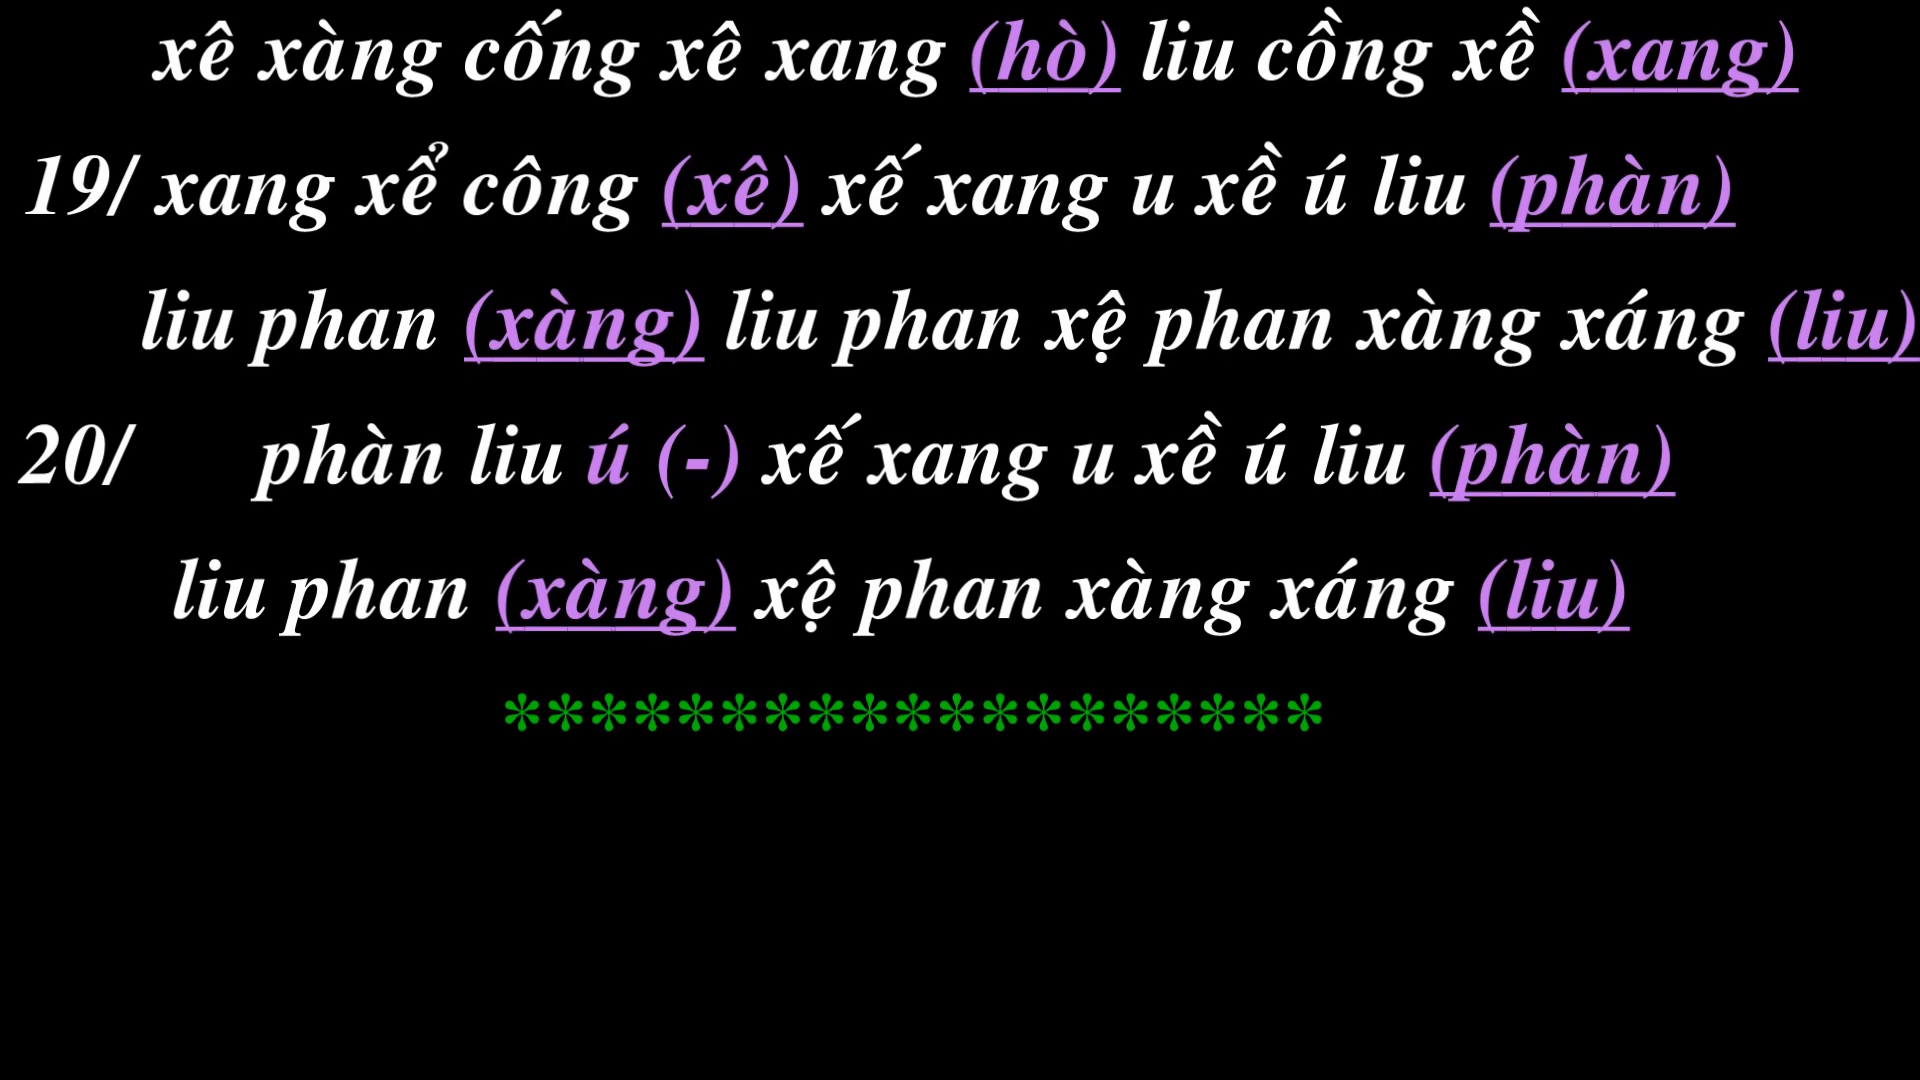 xê xàng cống xê xang (hò) liu cồng xề (xang)
19/ xang xể công (xê) xế xang u xề ú liu (phàn)
liu phan (xàng) liu phan xệ phan xàng xáng (liu)
20/ phàn liu ú (-) xế xang u xề ú liu (phàn)
liu phan (xàng) xệ phan xàng xáng (liu)
*******************